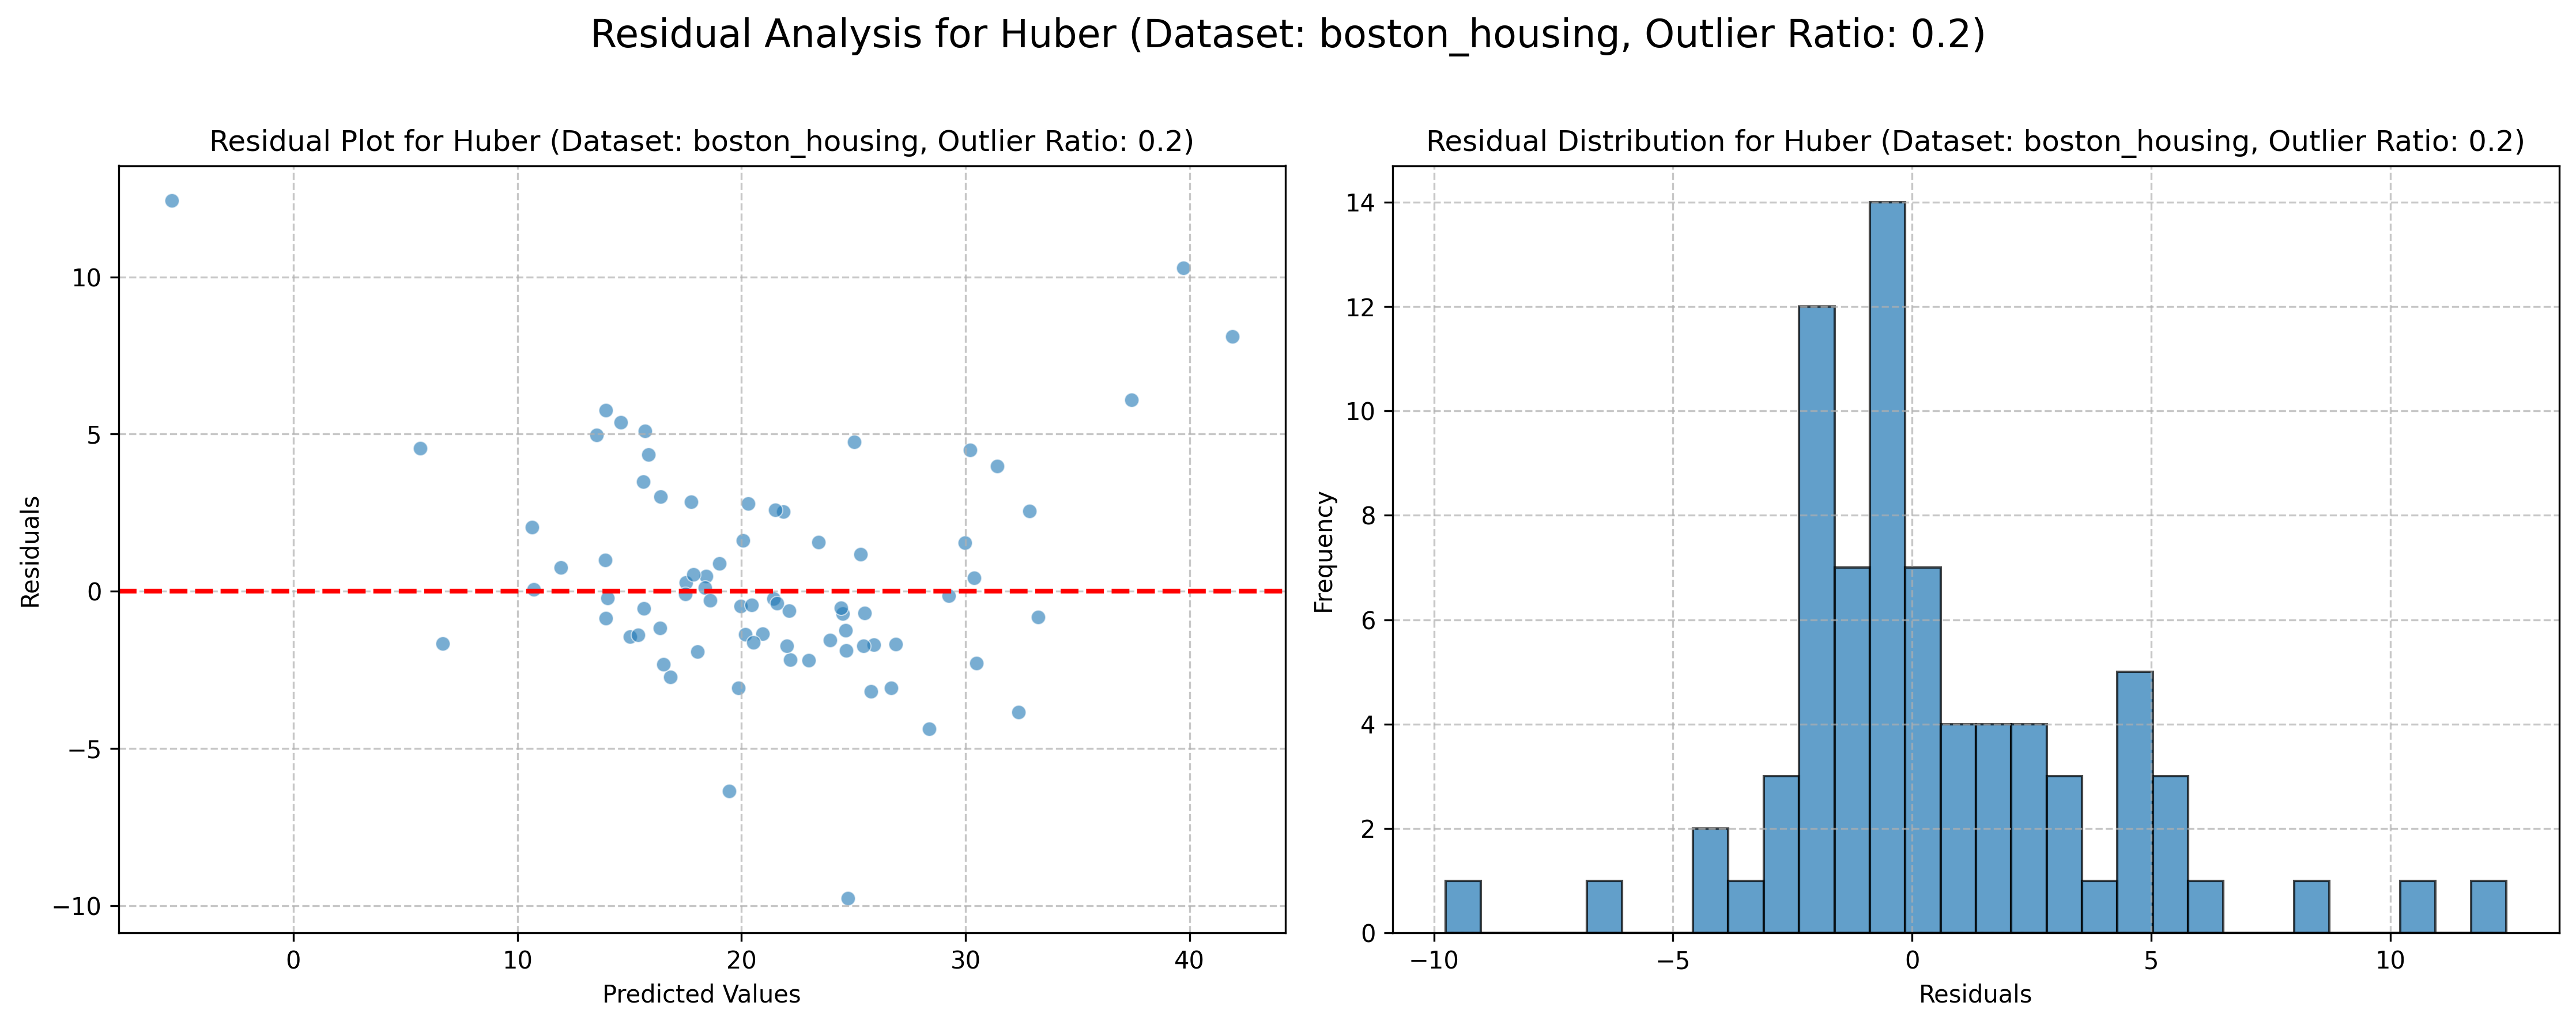 Residual Analysis for Huber (Dataset: boston_housing, Outlier Ratio: 0.2)
Residual Plot for Huber (Dataset: boston_housing, Outlier Ratio: 0.2)
10
5
0
−5
−10
Residuals
0 10 20 30 40
Predicted Values
Residual Distribution for Huber (Dataset: boston_housing, Outlier Ratio: 0.2)
14
12
10
8
6
4
2
0
Frequency
−10 −5 0 5 10
Residuals